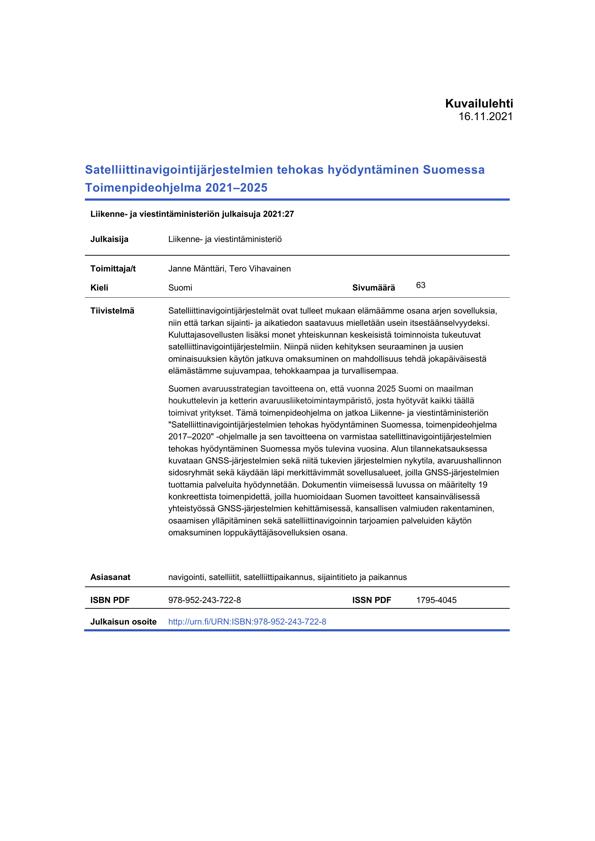 Kuvailulehti
16.11.2021
Satelliittinavigointijärjestelmien tehokas hyödyntäminen Suomessa
Toimenpideohjelma 2021–2025
Liikenne- ja viestintäministeriön julkaisuja 2021:27
Julkaisija Liikenne- ja viestintäministeriö
Toimittaja/t Janne Mänttäri, Tero Vihavainen
Kieli Suomi Sivumäärä 63
Tiivistelmä Satelliittinavigointijärjestelmät ovat tulleet mukaan elämäämme osana arjen sovelluksia,
niin että tarkan sijainti- ja aikatiedon saatavuus mielletään usein itsestäänselvyydeksi.
Kuluttajasovellusten lisäksi monet yhteiskunnan keskeisistä toiminnoista tukeutuvat
satelliittinavigointijärjestelmiin. Niinpä niiden kehityksen seuraaminen ja uusien
ominaisuuksien käytön jatkuva omaksuminen on mahdollisuus tehdä jokapäiväisestä
elämästämme sujuvampaa, tehokkaampaa ja turvallisempaa.
Suomen avaruusstrategian tavoitteena on, että vuonna 2025 Suomi on maailman
houkuttelevin ja ketterin avaruusliiketoimintaympäristö, josta hyötyvät kaikki täällä
toimivat yritykset. Tämä toimenpideohjelma on jatkoa Liikenne- ja viestintäministeriön
"Satelliittinavigointijärjestelmien tehokas hyödyntäminen Suomessa, toimenpideohjelma
2017–2020" -ohjelmalle ja sen tavoitteena on varmistaa satellittinavigointijärjestelmien
tehokas hyödyntäminen Suomessa myös tulevina vuosina. Alun tilannekatsauksessa
kuvataan GNSS-järjestelmien sekä niitä tukevien järjestelmien nykytila, avaruushallinnon
sidosryhmät sekä käydään läpi merkittävimmät sovellusalueet, joilla GNSS-järjestelmien
tuottamia palveluita hyödynnetään. Dokumentin viimeisessä luvussa on määritelty 19
konkreettista toimenpidettä, joilla huomioidaan Suomen tavoitteet kansainvälisessä
yhteistyössä GNSS-järjestelmien kehittämisessä, kansallisen valmiuden rakentaminen,
osaamisen ylläpitäminen sekä satelliittinavigoinnin tarjoamien palveluiden käytön
omaksuminen loppukäyttäjäsovelluksien osana.
Asiasanat navigointi, satelliitit, satelliittipaikannus, sijaintitieto ja paikannus
ISBN PDF 978-952-243-722-8 ISSN PDF 1795-4045
Julkaisun osoite http://urn.fi/URN:ISBN:978-952-243-722-8